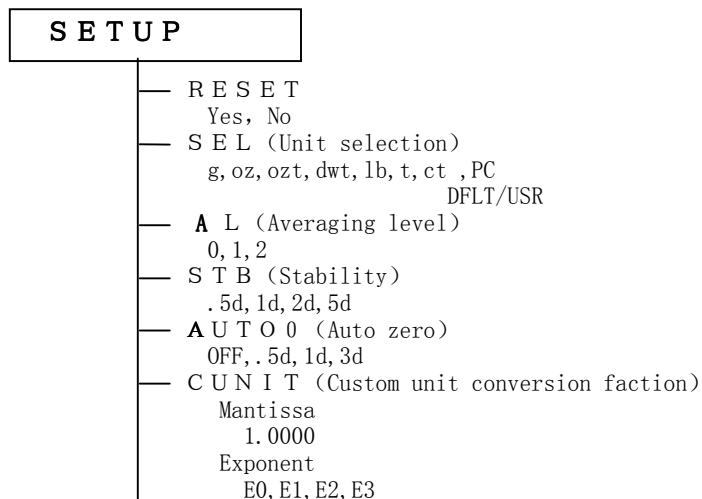 SETUP
RESET
Yes, No
SEL (Unit selection)
g,oz,ozt,dwt,lb,t,ct ,PC
DFLT/USR
AL (Averaging level)
0,1,2
STB (Stability)
.5d,1d,2d,5d
AUTO0 (Auto zero)
OFF,.5d,1d,3d
CUNIT (Custom unit conversion faction)
Mantissa
1.0000
Exponent
E0,E1,E2,E3